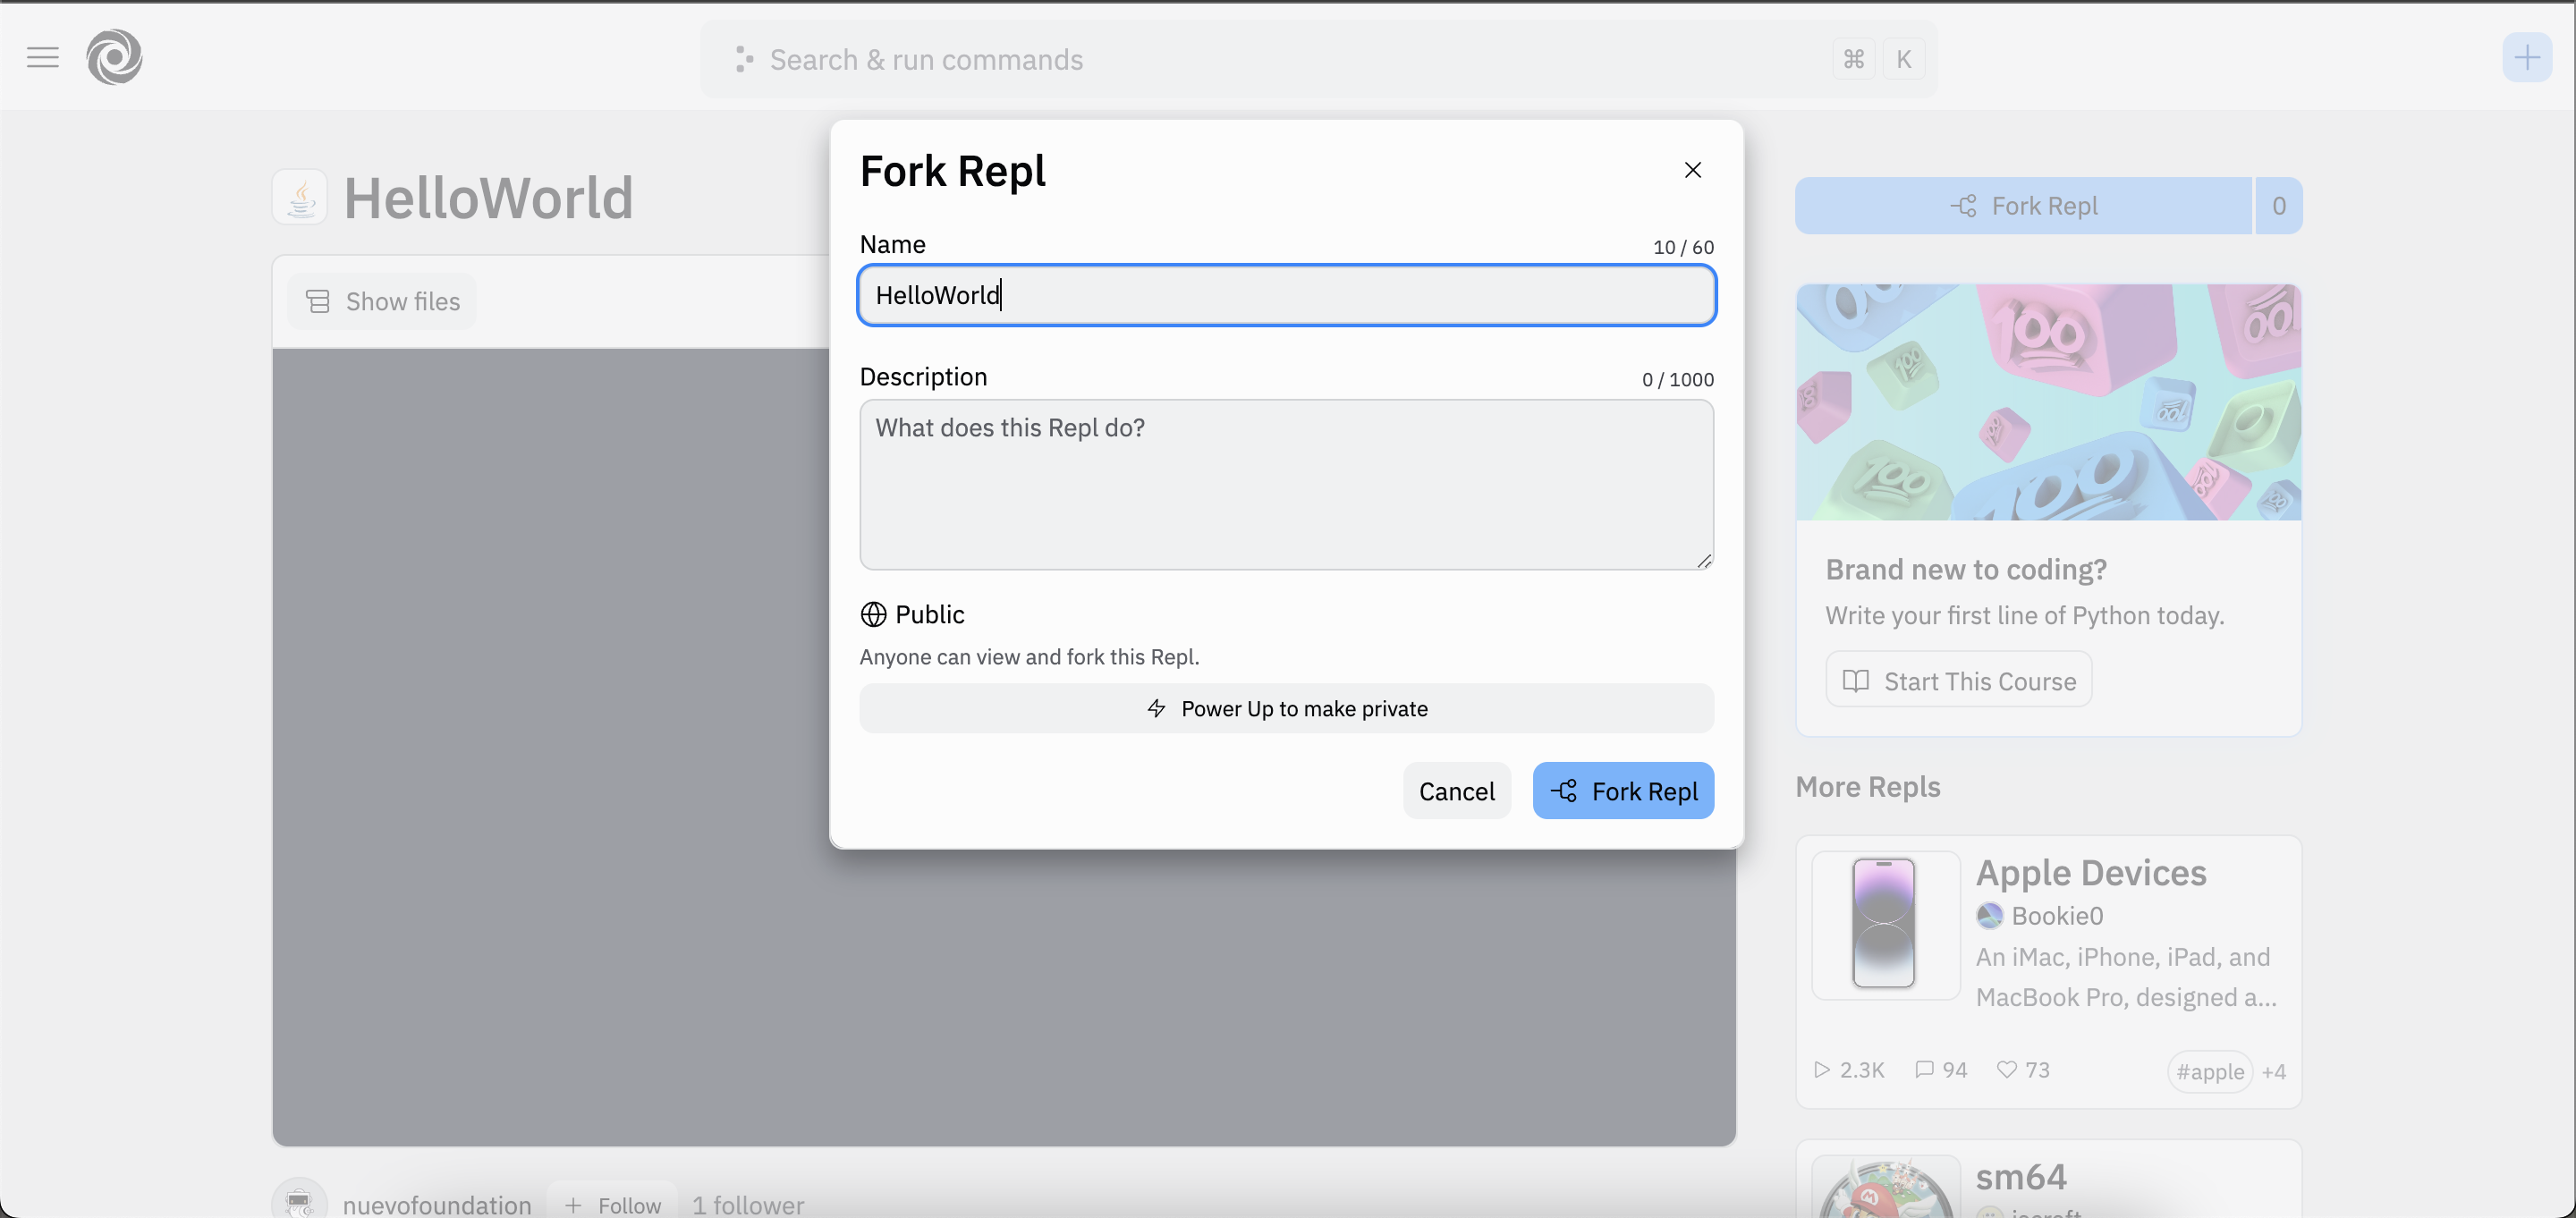 Search & run commands
⌘ K
HelloWorld
Show files
Fork Repl
Name
10 / 60
HelloWorld
Description
0 / 1000
What does this Repl do?
Public
Anyone can view and fork this Repl.
Power Up to make private
Cancel
Fork Repl
Fork Repl
0
100
100
100
100
Brand new to coding?
Write your first line of Python today.
Start This Course
More Repls
Apple Devices
Bookie0
An iMac, iPhone, iPad, and
MacBook Pro, designed a...
2.3K
94
73
#apple
+4
sm64
nuevofoundation
+ Follow
1 follower